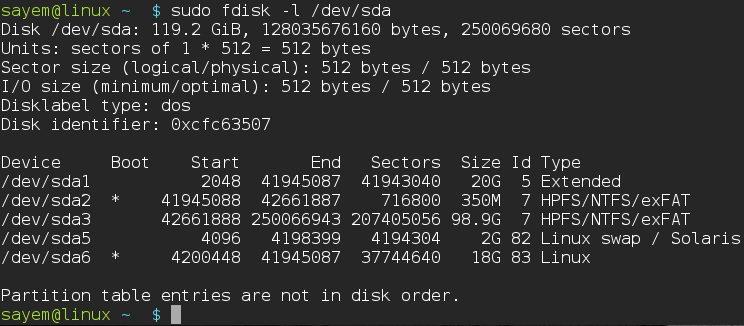 sayem@linux ~  $ sudo fdisk -l /dev/sda
Disk /dev/sda: 119.2 GiB, 128035676160 bytes, 250069680 sectors
Units: sectors of 1 * 512 = 512 bytes
Sector size (logical/physical): 512 bytes / 512 bytes
I/O size (minimum/optimal): 512 bytes / 512 bytes
Disklabel type: dos
Disk identifier: 0xcfc63507

Device     Boot    Start       End   Sectors  Size Id Type
/dev/sda1           2048  41945087  41943040   20G  5 Extended
/dev/sda2  *    41945088  42661887    716800  350M  7 HPFS/NTFS/exFAT
/dev/sda3       42661888 250066943 207405056 98.9G  7 HPFS/NTFS/exFAT
/dev/sda5           4096   4198399   4194304    2G 82 Linux swap / Solaris
/dev/sda6  *     4200448  41945087  37744640   18G 83 Linux

Partition table entries are not in disk order.
sayem@linux ~  $